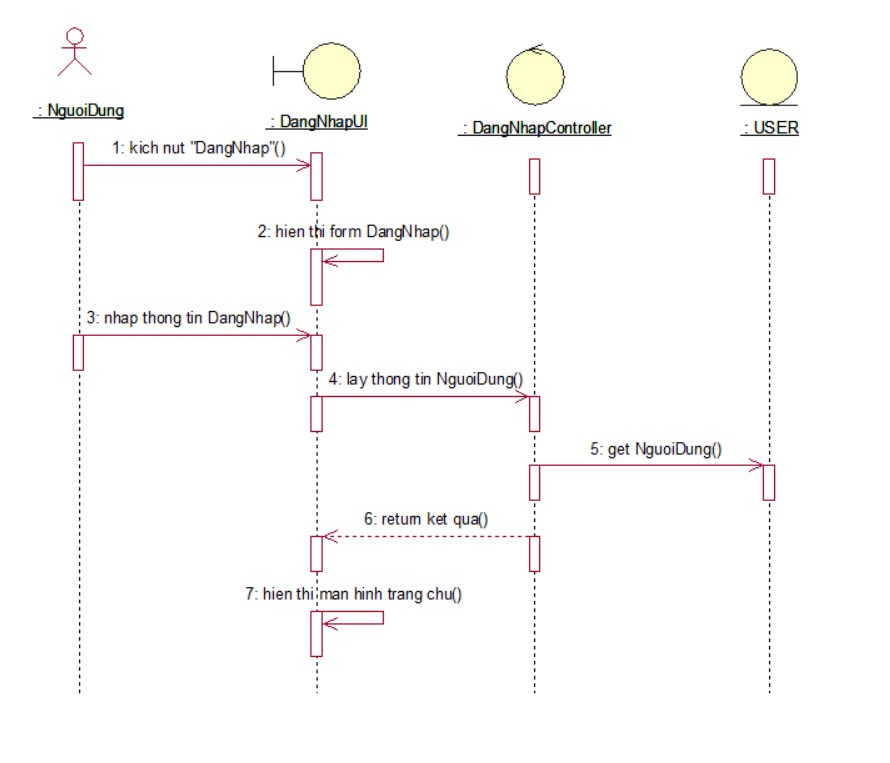 : NguoiDung
: DangNhapUI
: DangNhapController
: USER
1: kich nut "DangNhap"()
2: hien thi form DangNhap()
3: nhap thong tin DangNhap()
4: lay thong tin NguoiDung()
5: get NguoiDung()
6: return ket qua()
7: hien thi man hinh trang chu()